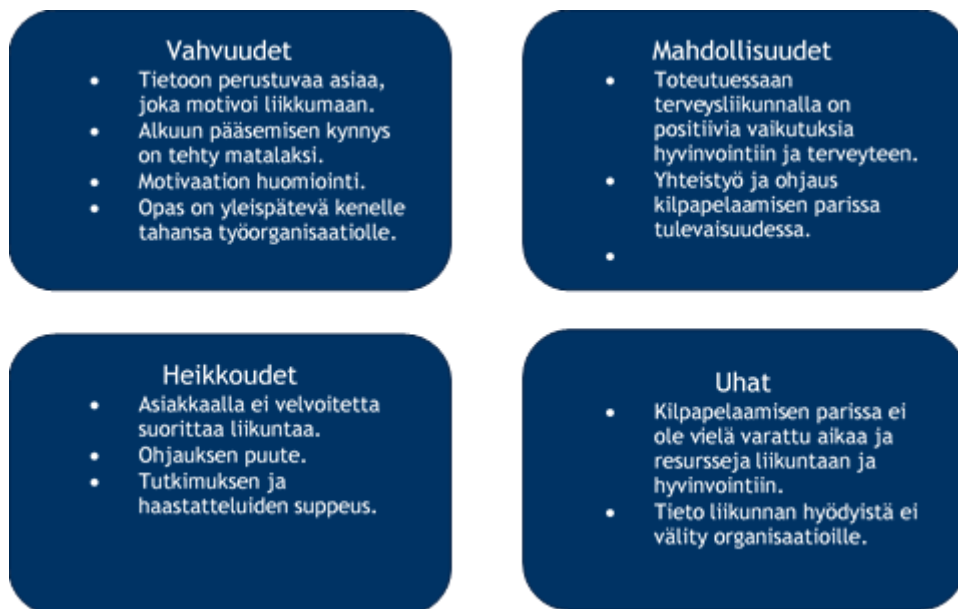 Vahvuudet
• Tietoon perustuvaa asiaa,
joka motivoi liikkumaan.
• Alkuun pääsemisen kynnys
on tehty matalaksi.
• Motivaation huomiointi.
• Opas on yleispätevä kenelle
tahansa työorganisaatiolle.
Mahdollisuudet
• Toteutuessaan
terveysliikunnalla on
positiivia vaikutuksia
hyvinvointiin ja terveyteen.
• Yhteistyö ja ohjaus
kilpapelaamisen parissa
tulevaisuudessa.
•
Heikkoudet
• Asiakkaalla ei velvoitetta
suorittaa liikuntaa.
• Ohjauksen puute.
• Tutkimuksen ja
haastatteluiden suppeus.
Uhat
• Kilpapelaamisen parissa ei
ole vielä varattu aikaa ja
resursseja liikuntaan ja
hyvinvointiin.
• Tieto liikunnan hyödyistä ei
välity organisaatioille.